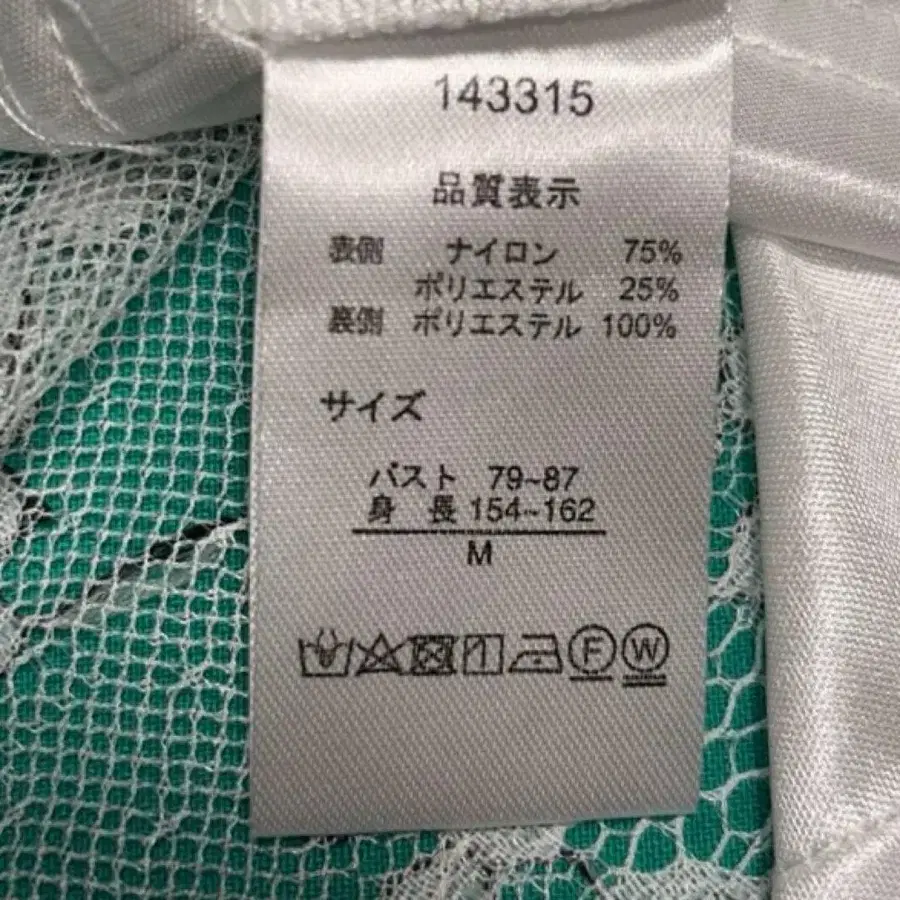 143315
品質表示
表側 ナイロン 75%
ポリエステル 25%
裏側 ポリエステル 100%
サイズ
バスト 79~87
身長 154~162
M
F W